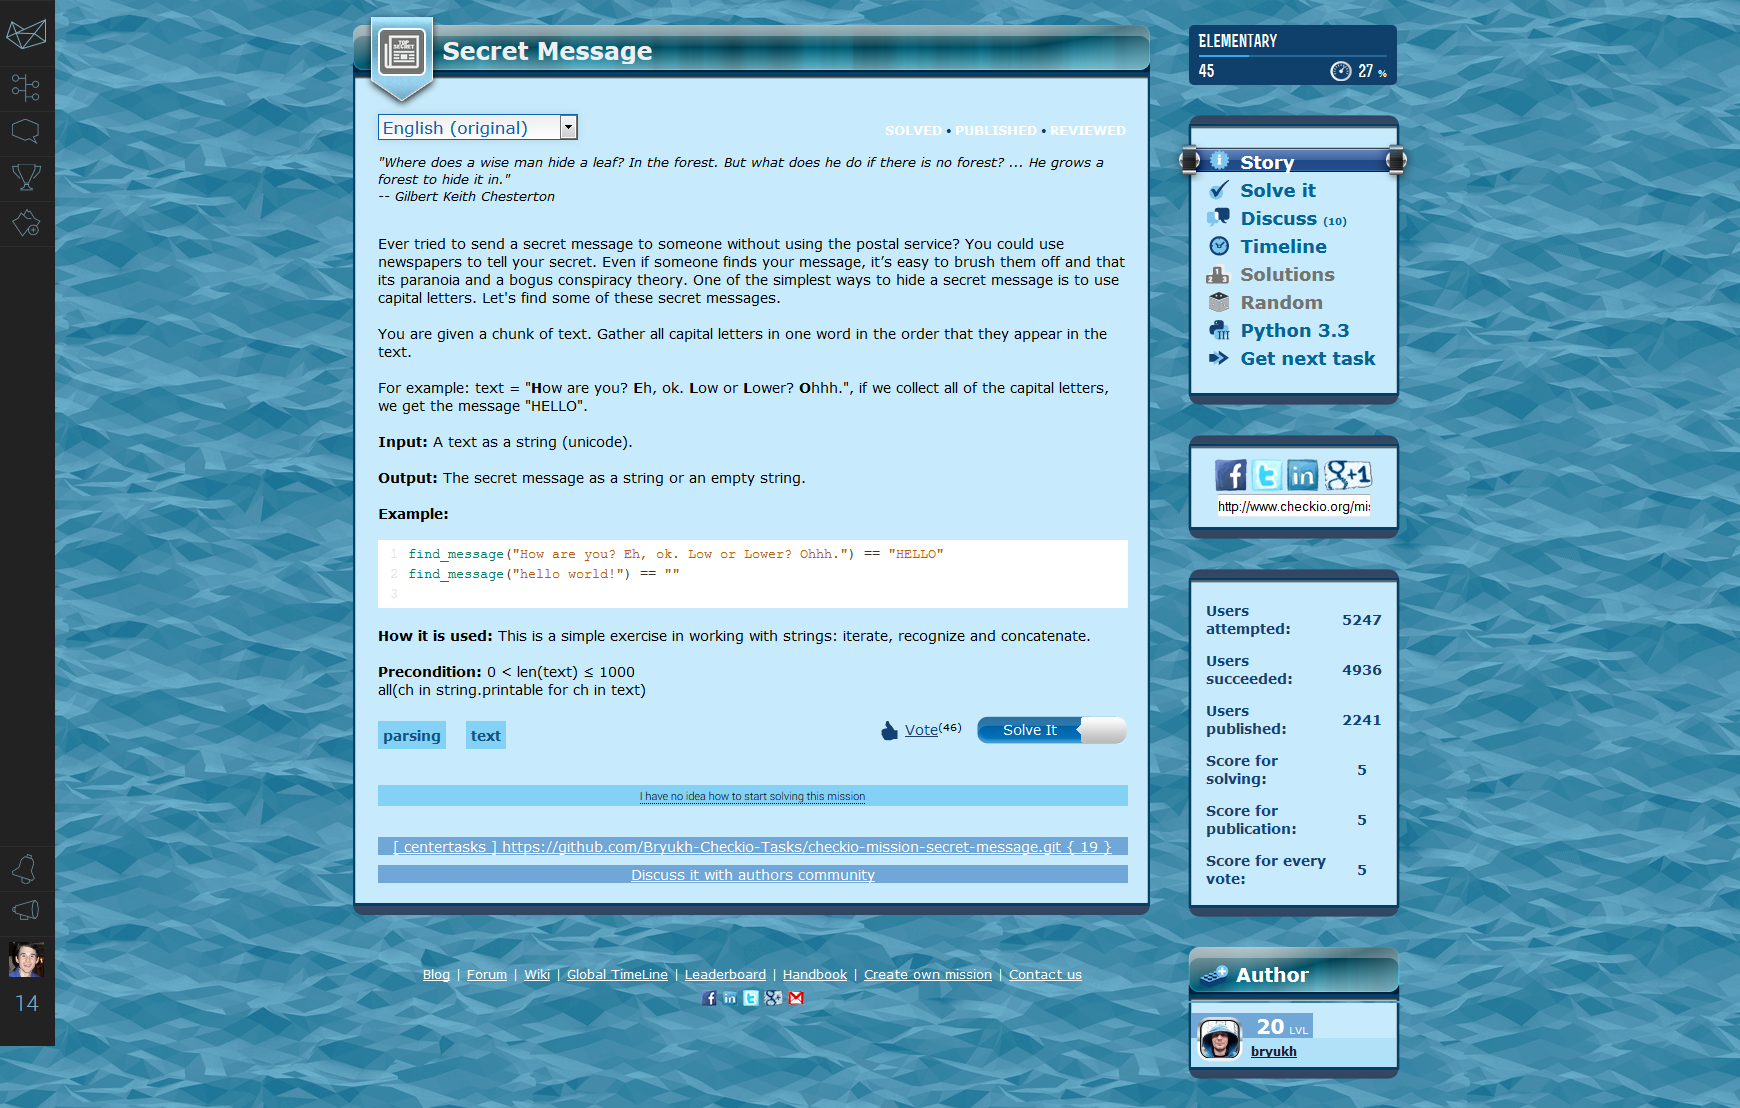 TOP
SECRET
Secret Message
English (original)
SOLVED • PUBLISHED • REVIEWED
"Where does a wise man hide a leaf? In the forest. But what does he do if there is no forest? ... He grows a
forest to hide it in."
-- Gilbert Keith Chesterton
Ever tried to send a secret message to someone without using the postal service? You could use
newspapers to tell your secret. Even if someone finds your message, it's easy to brush them off and that
its paranoia and a bogus conspiracy theory. One of the simplest ways to hide a secret message is to use
capital letters. Let's find some of these secret messages.
You are given a chunk of text. Gather all capital letters in one word in the order that they appear in the
text.
For example: text = "How are you? Eh, ok. Low or Lower? Ohhh.", if we collect all of the capital letters,
we get the message "HELLO".
Input: A text as a string (unicode).
Output: The secret message as a string or an empty string.
Example:
1 find_message("How are you? Eh, ok. Low or Lower? Ohhh.") == "HELLO"
2 find_message("hello world!") == ""
3
How it is used: This is a simple exercise in working with strings: iterate, recognize and concatenate.
Precondition: 0 < len(text) ≤ 1000
all(ch in string.printable for ch in text)
parsing text
Vote(46) Solve It
I have no idea how to start solving this mission
[ centertasks ] https://github.com/Bryukh-Checkio-Tasks/checkio-mission-secret-message.git { 19 }
Discuss it with authors community
Blog | Forum | Wiki | Global TimeLine | Leaderboard | Handbook | Create own mission | Contact us
14
ELEMENTARY
45 27 %
Story
Solve it
Discuss (10)
Timeline
Solutions
Random
Python 3.3
Get next task
http://www.checkio.org/mis
Users
attempted: 5247
Users
succeeded: 4936
Users
published: 2241
Score for
solving: 5
Score for
publication: 5
Score for every
vote: 5
Author
20 LVL
bryukh